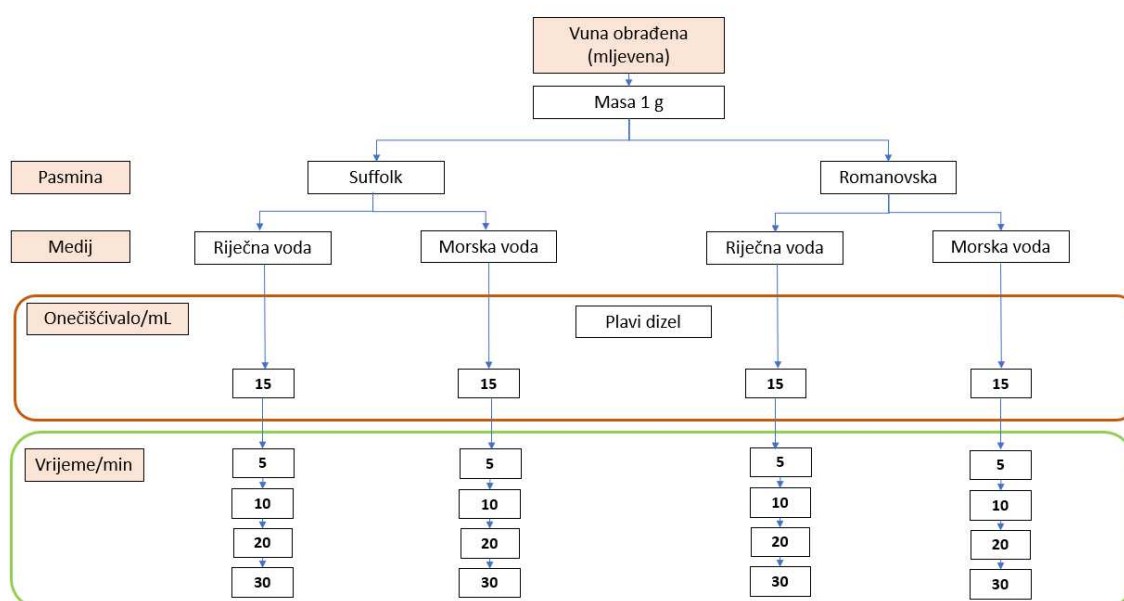 Vuna obrađena
(mljevena)
Masa 1 g
Pasmina
Suffolk
Romanovska
Medij
Riječna voda
Morska voda
Riječna voda
Morska voda
Onečišćivalo/mL
Plavi dizel
15
15
15
15
Vrijeme/min
5
5
5
5
10
10
10
10
20
20
20
20
30
30
30
30